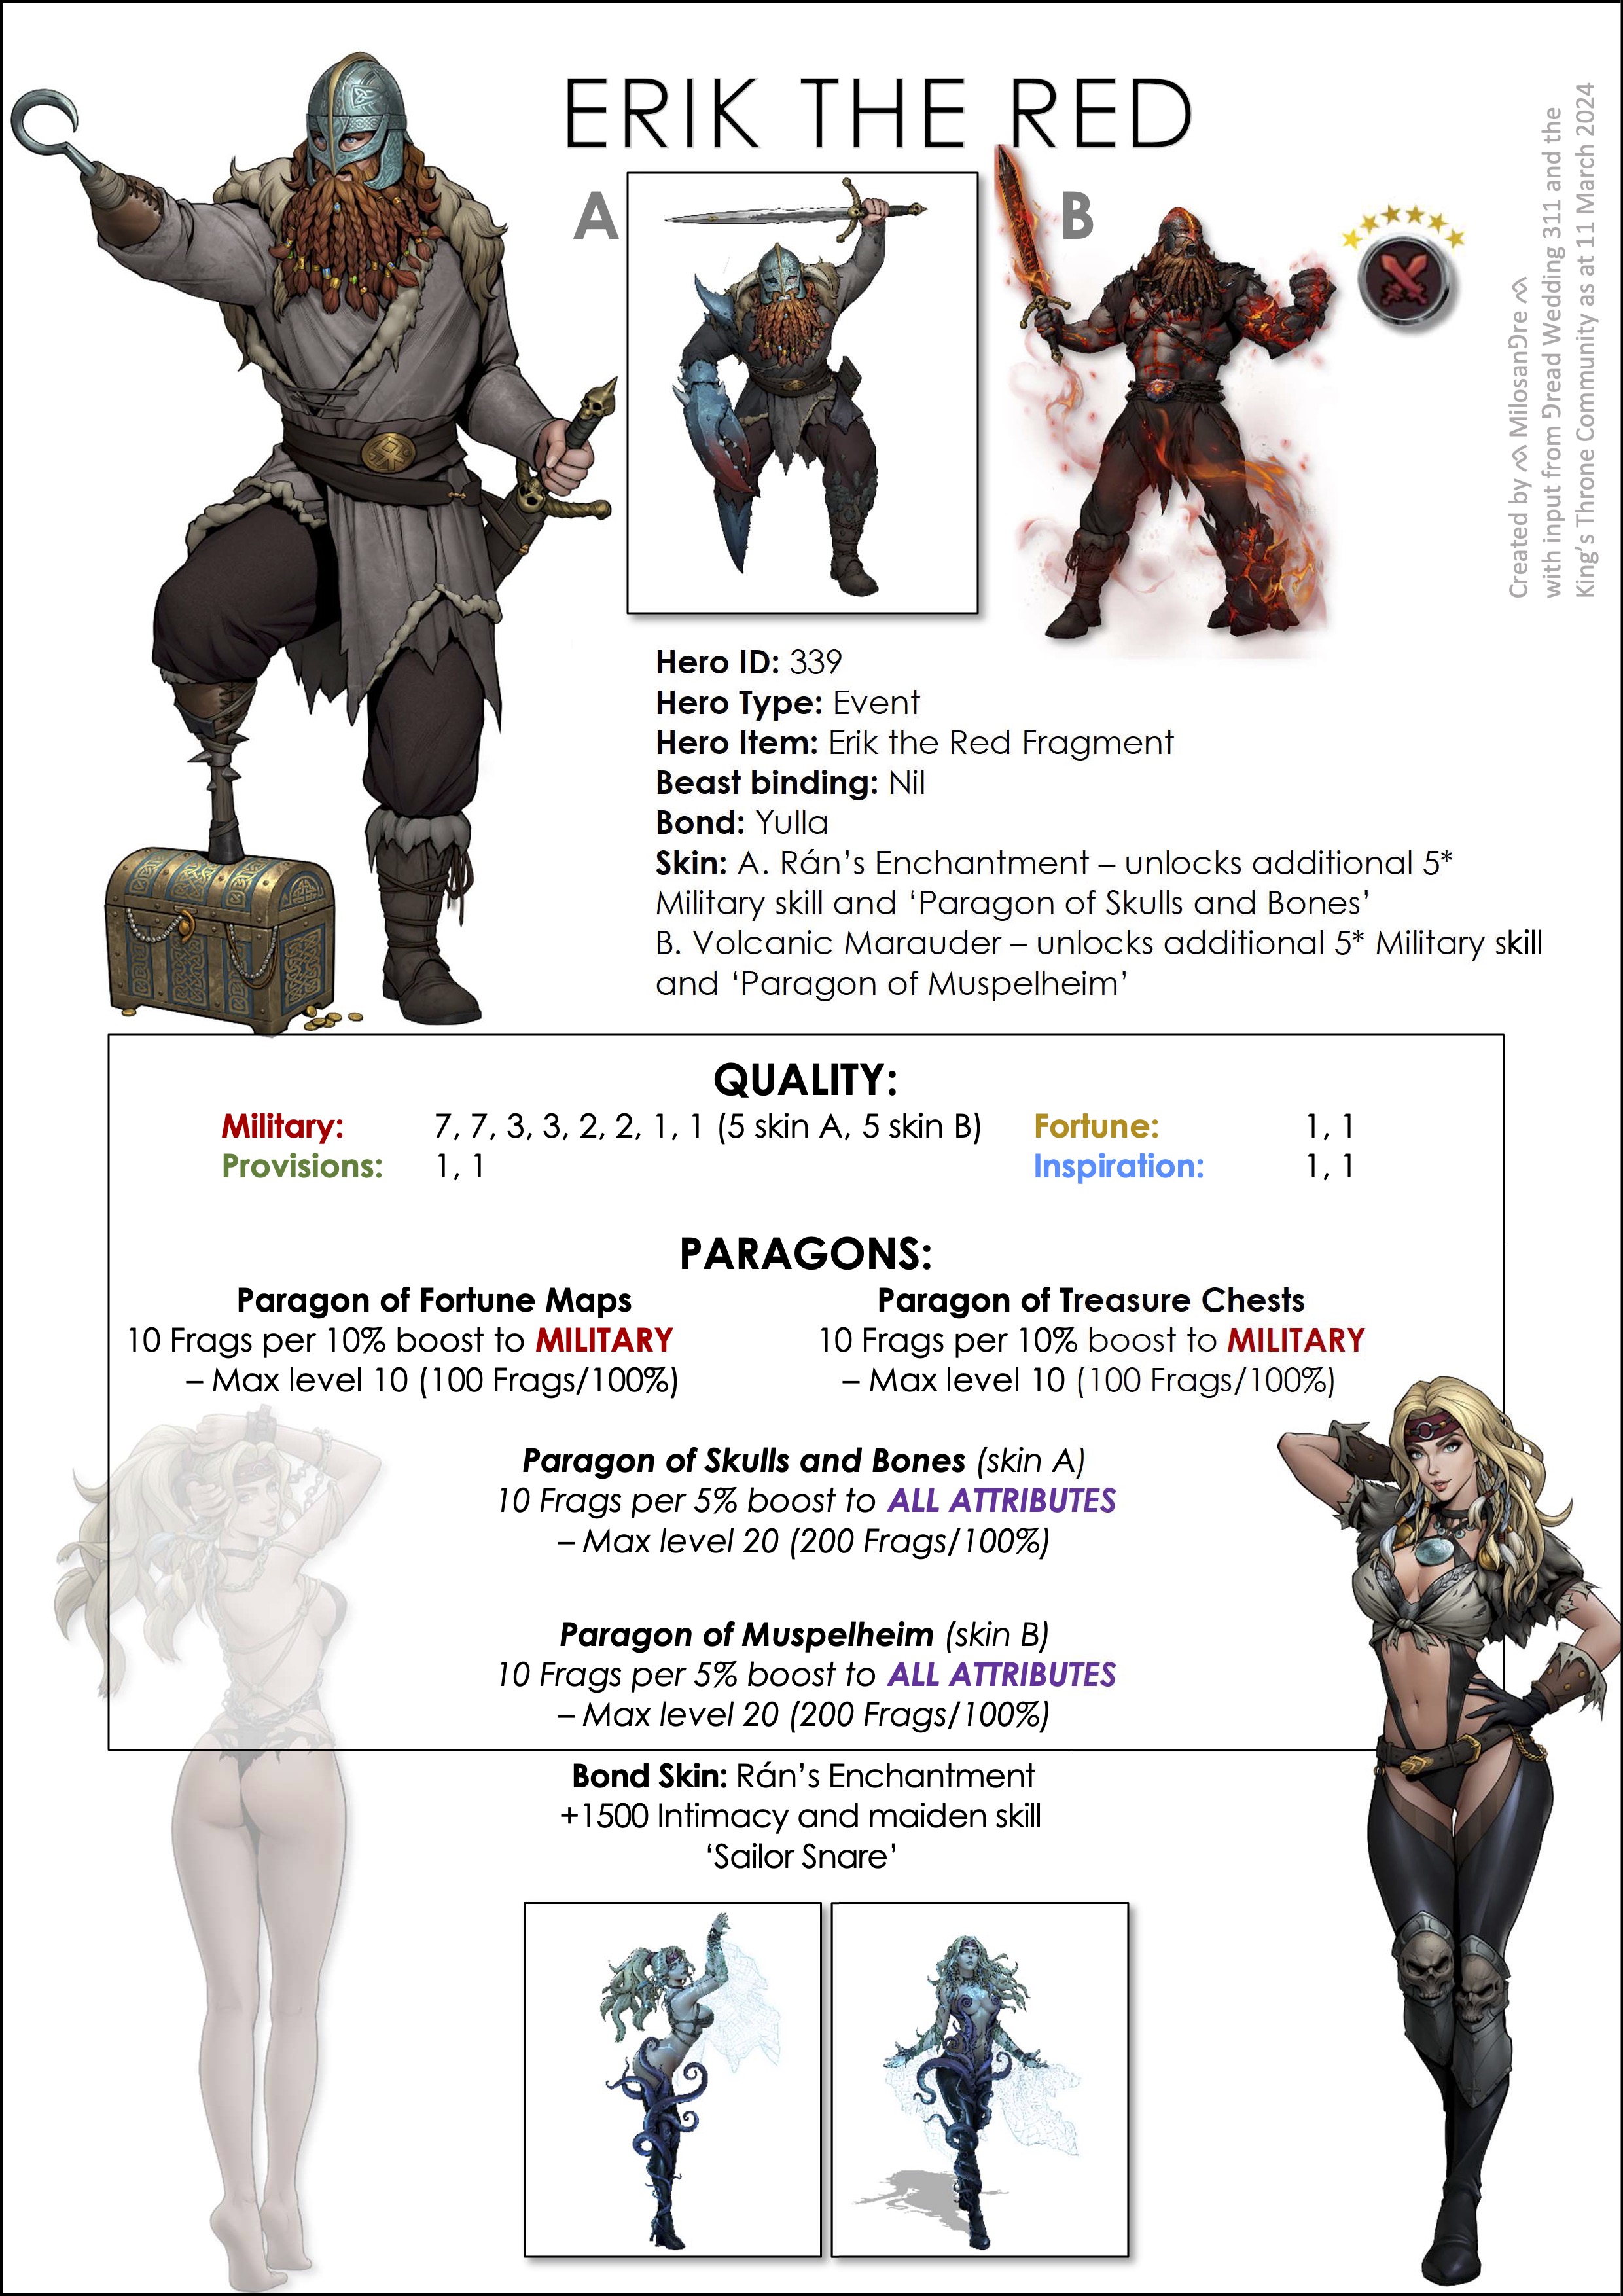 ERIK THE RED
A
B
Created by ᨏ MilosanƋre ᨏ
with input from Ɔread Wedding 311 and the
King’s Throne Community as at 11 March 2024
Hero ID: 339
Hero Type: Event
Hero Item: Erik the Red Fragment
Beast binding: Nil
Bond: Yulla
Skin: A. Rán’s Enchantment – unlocks additional 5*
Military skill and ‘Paragon of Skulls and Bones’
B. Volcanic Marauder – unlocks additional 5* Military skill
and ‘Paragon of Muspelheim’
QUALITY:
Military: 7, 7, 3, 3, 2, 2, 1, 1 (5 skin A, 5 skin B) Fortune: 1, 1
Provisions: 1, 1 Inspiration: 1, 1
PARAGONS:
Paragon of Fortune Maps
10 Frags per 10% boost to MILITARY
– Max level 10 (100 Frags/100%)
Paragon of Treasure Chests
10 Frags per 10% boost to MILITARY
– Max level 10 (100 Frags/100%)
Paragon of Skulls and Bones (skin A)
10 Frags per 5% boost to ALL ATTRIBUTES
– Max level 20 (200 Frags/100%)
Paragon of Muspelheim (skin B)
10 Frags per 5% boost to ALL ATTRIBUTES
– Max level 20 (200 Frags/100%)
Bond Skin: Rán’s Enchantment
+1500 Intimacy and maiden skill
‘Sailor Snare’